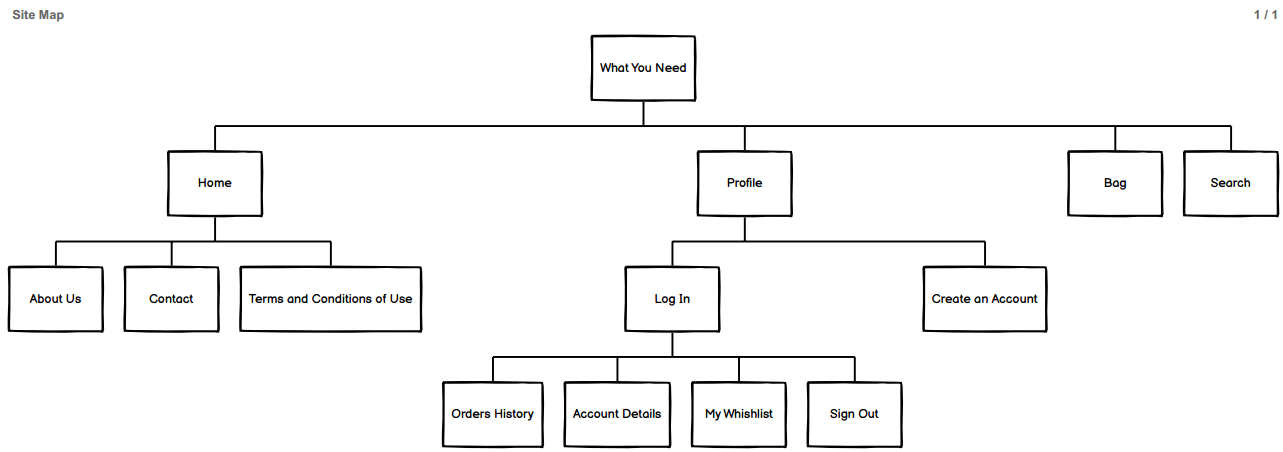 Site Map
1 / 1
What You Need
Home
Profile
Bag
Search
About Us
Contact
Terms and Conditions of Use
Log In
Create an Account
Orders History
Account Details
My Whishlist
Sign Out